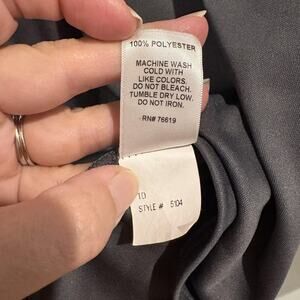 100% POLYESTER
MACHINE WASH
COLD WITH
LIKE COLORS.
DO NOT BLEACH.
TUMBLE DRY LOW.
DO NOT IRON.
RN# 76619
10
STYLE # 5104